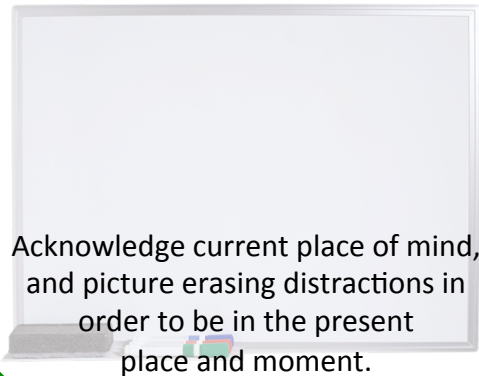 Acknowledge current place of mind,
and picture erasing distractions in
order to be in the present
place and moment.